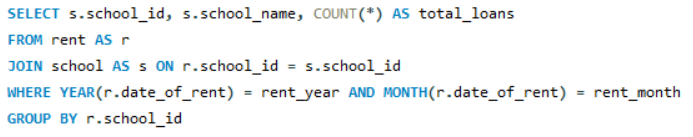 SELECT s.school_id, s.school_name, COUNT(*) AS total_loans
FROM rent AS r
JOIN school AS s ON r.school_id = s.school_id
WHERE YEAR(r.date_of_rent) = rent_year AND MONTH(r.date_of_rent) = rent_month
GROUP BY r.school_id